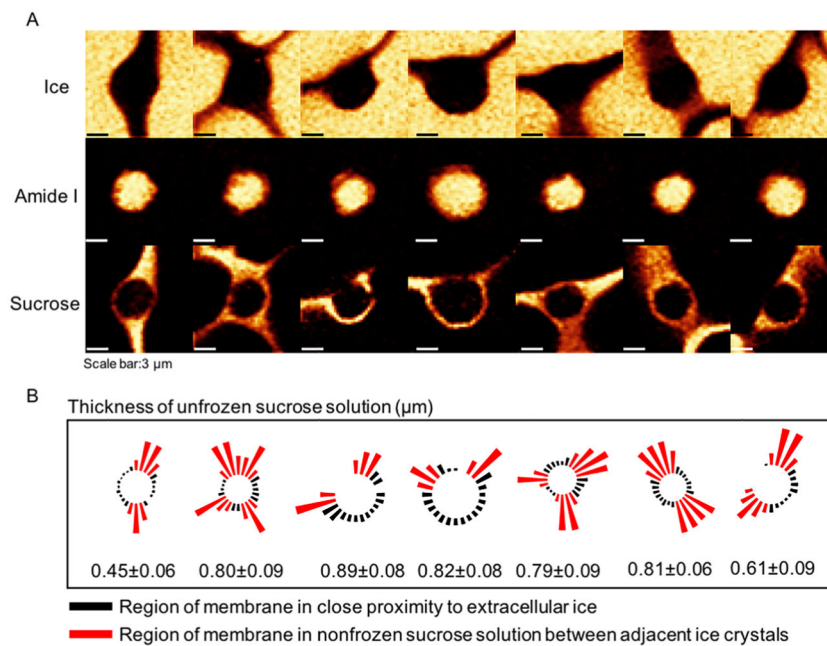 A
Ice
Amide I
Sucrose
Scale bar:3 μm
B
Thickness of unfrozen sucrose solution (μm)
0.45±0.06 0.80±0.09 0.89±0.08 0.82±0.08 0.79±0.09 0.81±0.06 0.61±0.09
Region of membrane in close proximity to extracellular ice
Region of membrane in nonfrozen sucrose solution between adjacent ice crystals